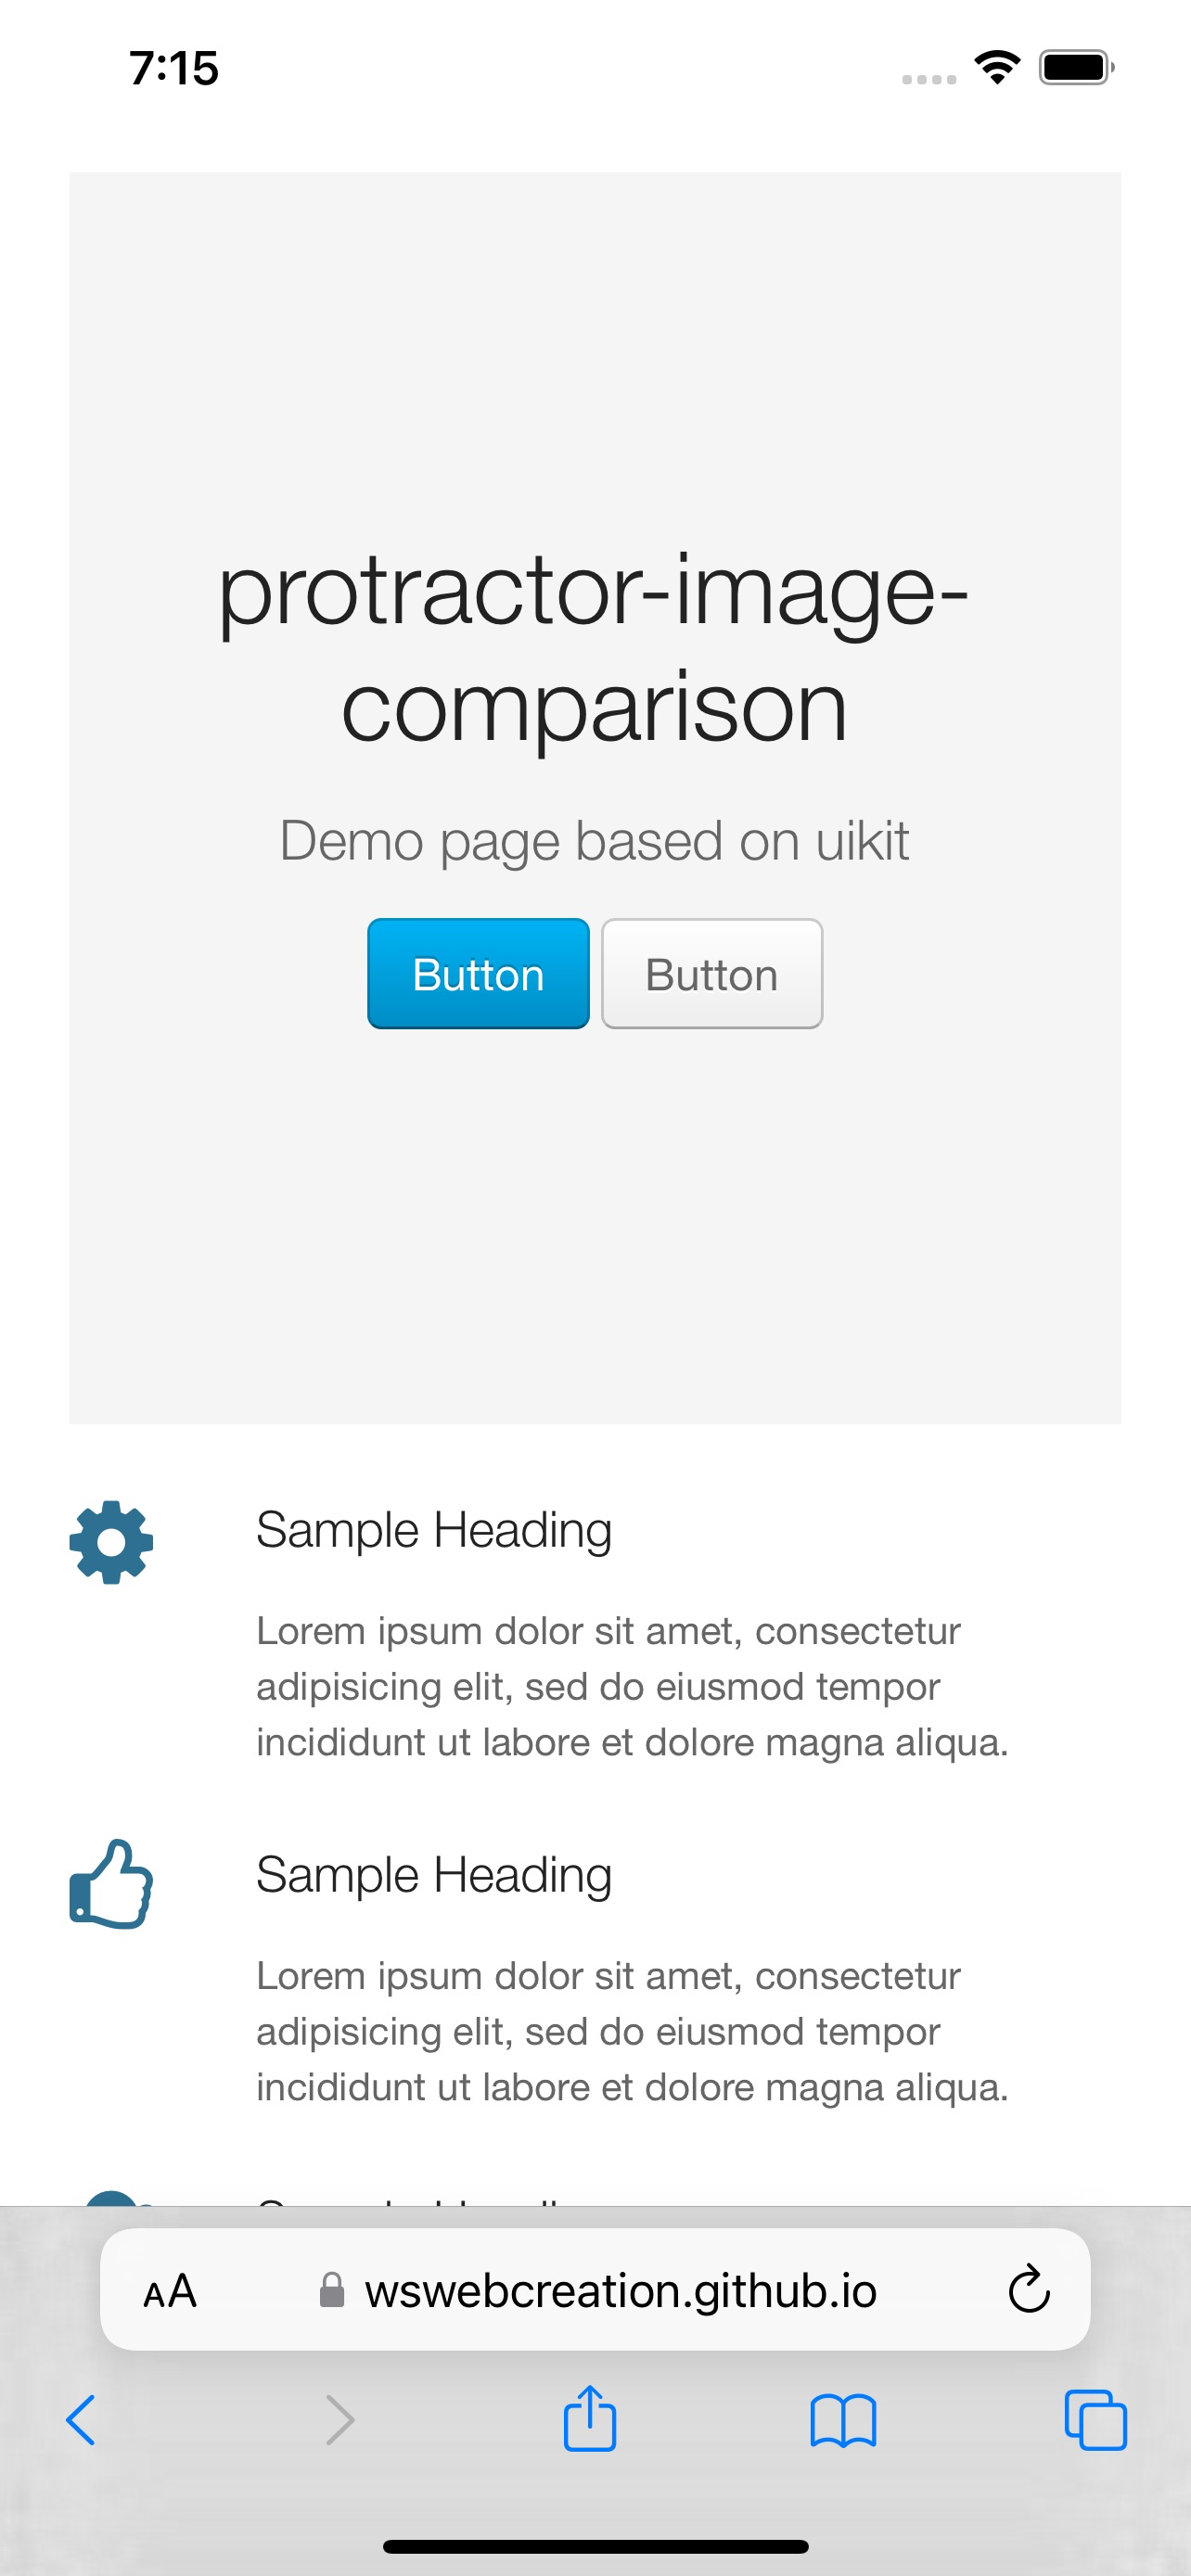 7:15
protractor-image-
comparison
Demo page based on uikit
Button Button
Sample Heading
Lorem ipsum dolor sit amet, consectetur
adipisicing elit, sed do eiusmod tempor
incididunt ut labore et dolore magna aliqua.
Sample Heading
Lorem ipsum dolor sit amet, consectetur
adipisicing elit, sed do eiusmod tempor
incididunt ut labore et dolore magna aliqua.
AA wswebcreation.github.io